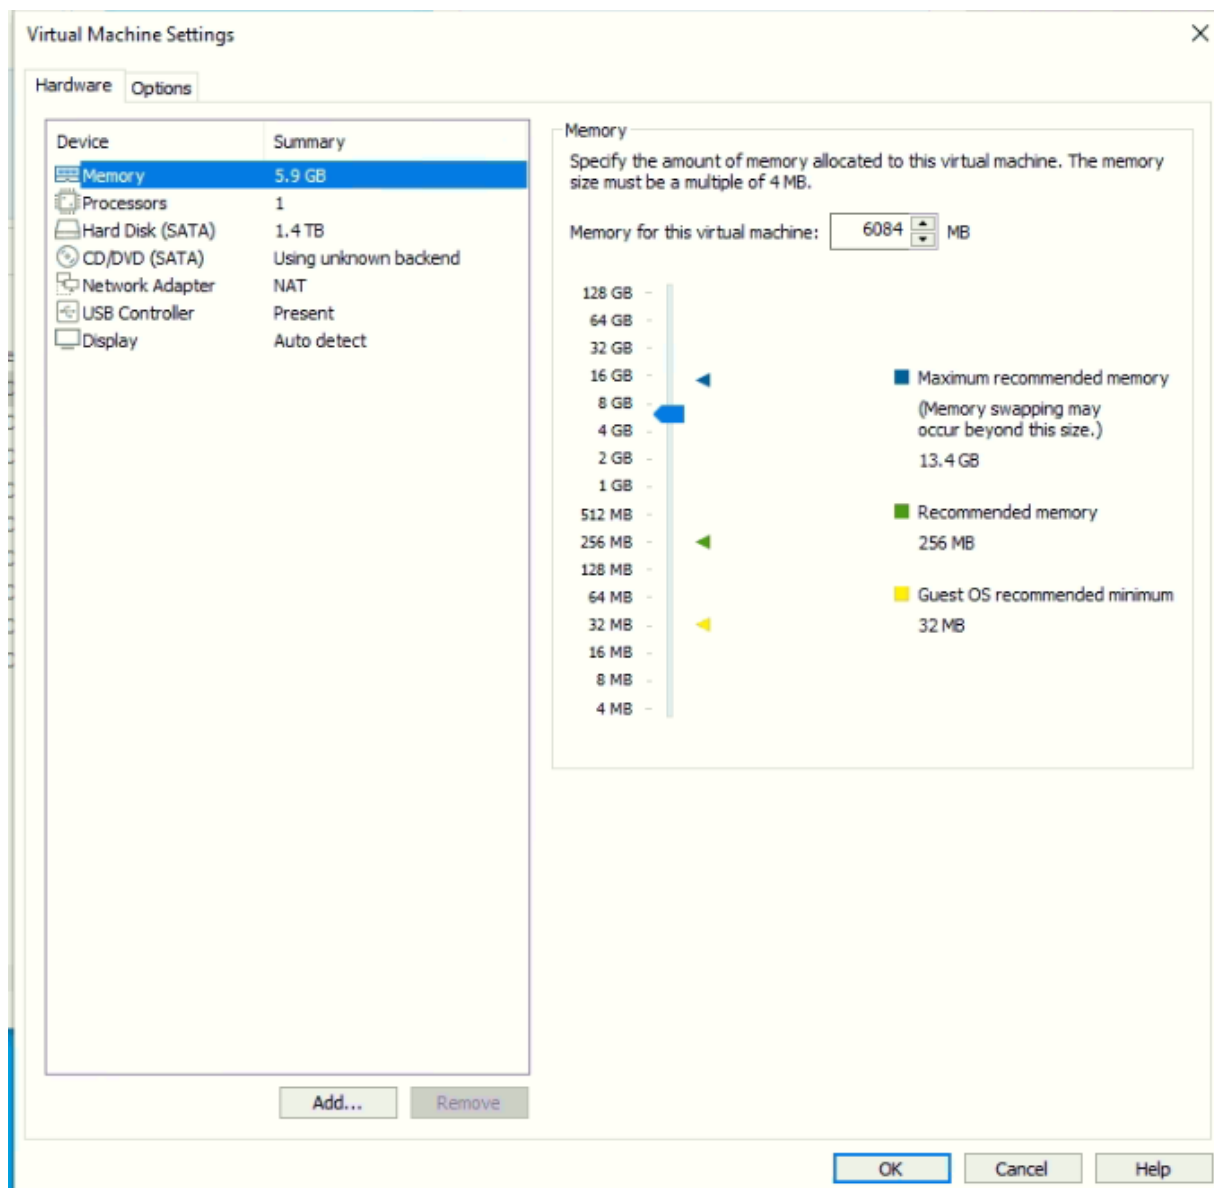 Virtual Machine Settings
Hardware Options
Device Summary
Memory 5.9 GB
Processors 1
Hard Disk (SATA) 1.4 TB
CD/DVD (SATA) Using unknown backend
Network Adapter NAT
USB Controller Present
Display Auto detect
Add... Remove
Memory
Specify the amount of memory allocated to this virtual machine. The memory
size must be a multiple of 4 MB.
Memory for this virtual machine: 6084 MB
128 GB
64 GB
32 GB
16 GB
8 GB
4 GB
2 GB
1 GB
512 MB
256 MB
128 MB
64 MB
32 MB
16 MB
8 MB
4 MB
Maximum recommended memory
(Memory swapping may
occur beyond this size.)
13.4 GB
Recommended memory
256 MB
Guest OS recommended minimum
32 MB
OK Cancel Help